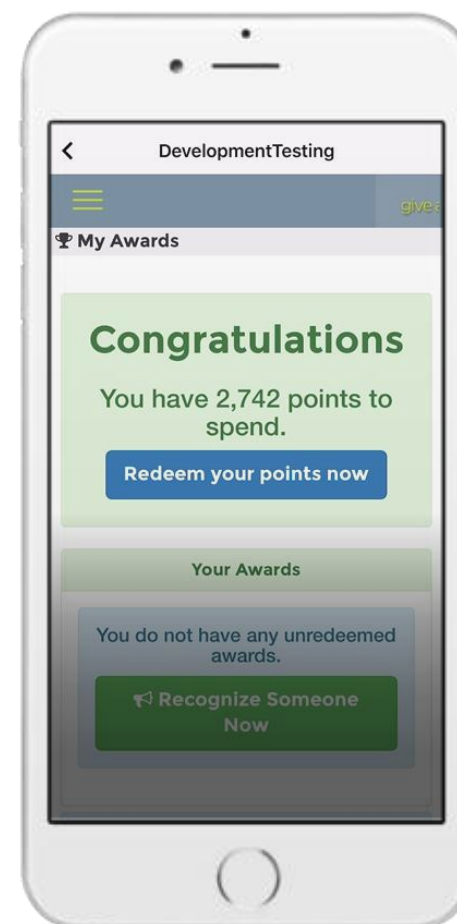 DevelopmentTesting
give a
My Awards
Congratulations
You have 2,742 points to
spend.
Redeem your points now
Your Awards
You do not have any unredeemed
awards.
Recognize Someone
Now